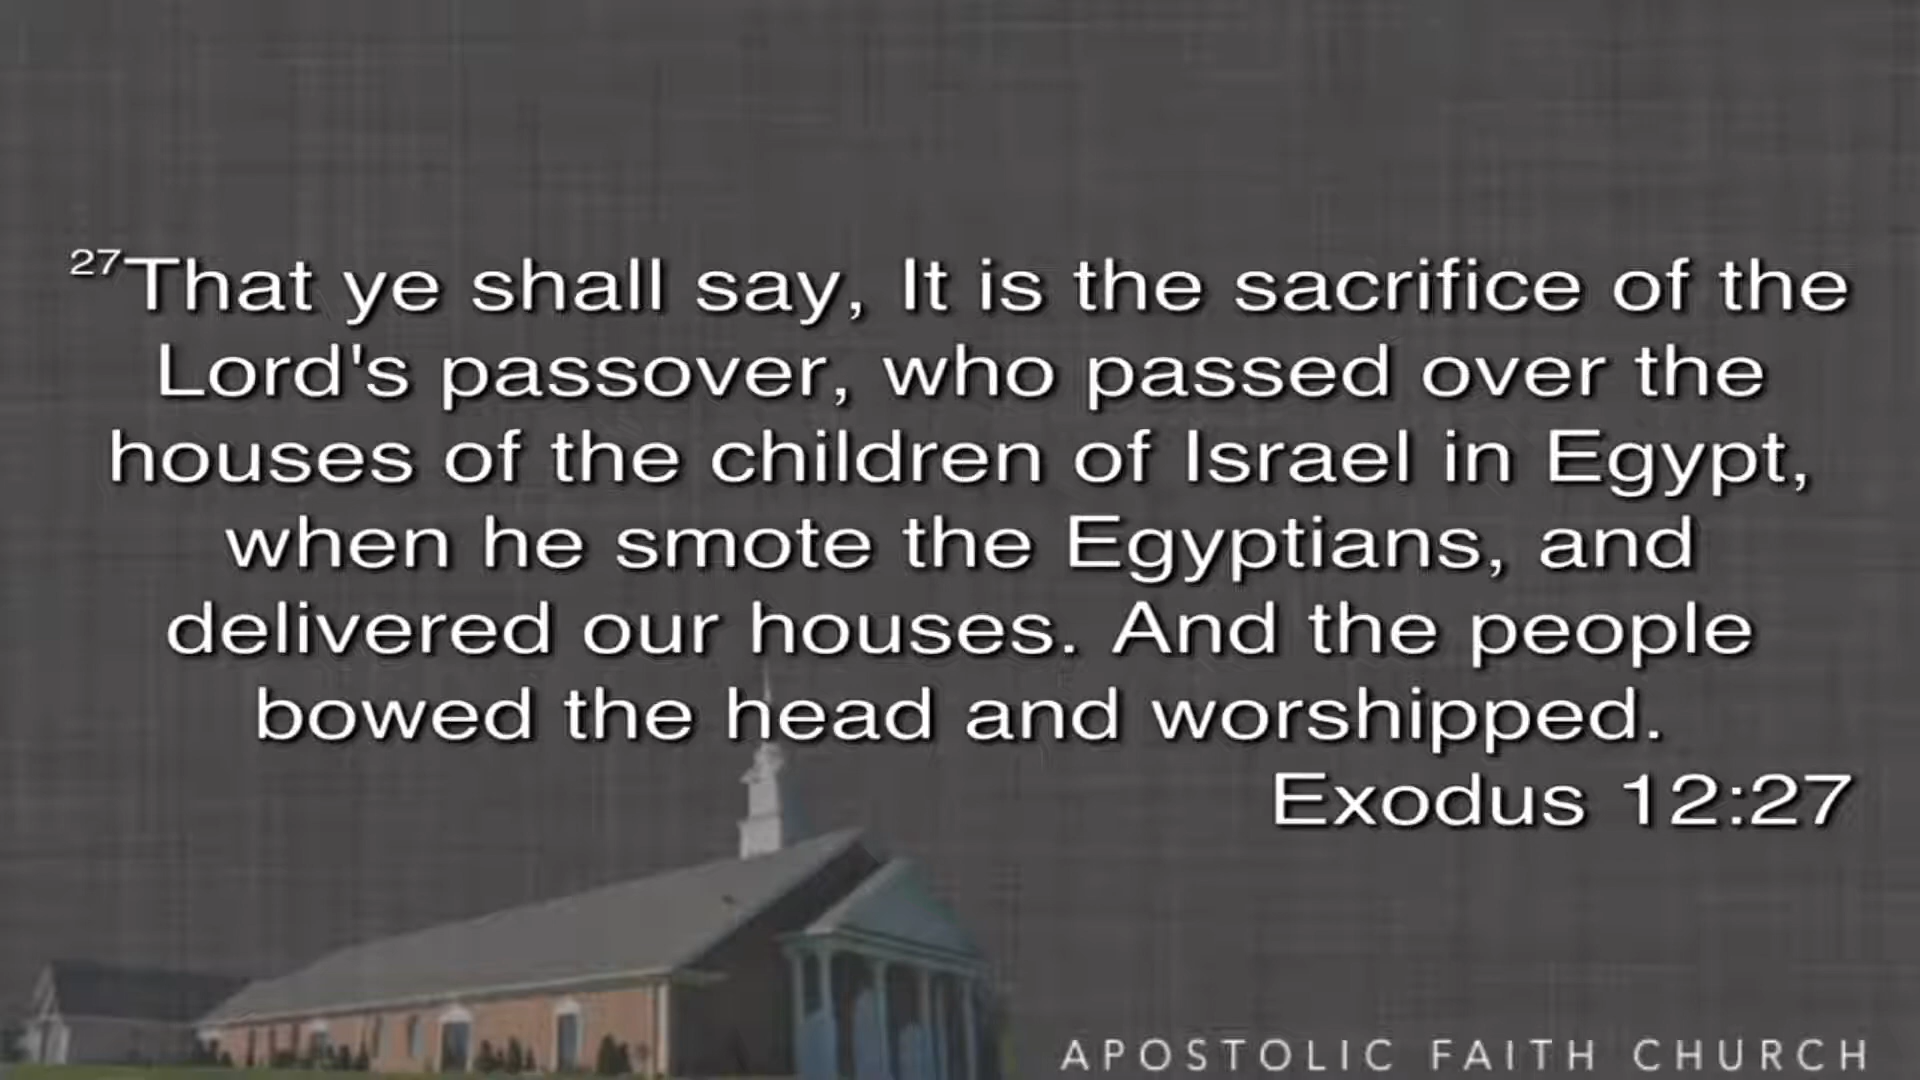 27That ye shall say, It is the sacrifice of the
Lord's passover, who passed over the
houses of the children of Israel in Egypt,
when he smote the Egyptians, and
delivered our houses. And the people
bowed the head and worshipped.
Exodus 12:27
APOSTOLIC FAITH CHURCH